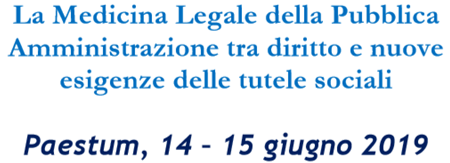 La Medicina Legale della Pubblica
Amministrazione tra diritto e nuove
esigenze delle tutele sociali
Paestum, 14 – 15 giugno 2019